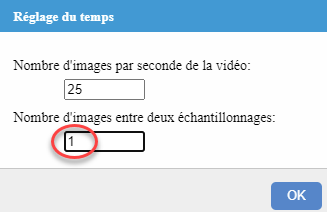 Réglage du temps
Nombre d'images par seconde de la vidéo:
25
Nombre d'images entre deux échantillonnages:
1
OK